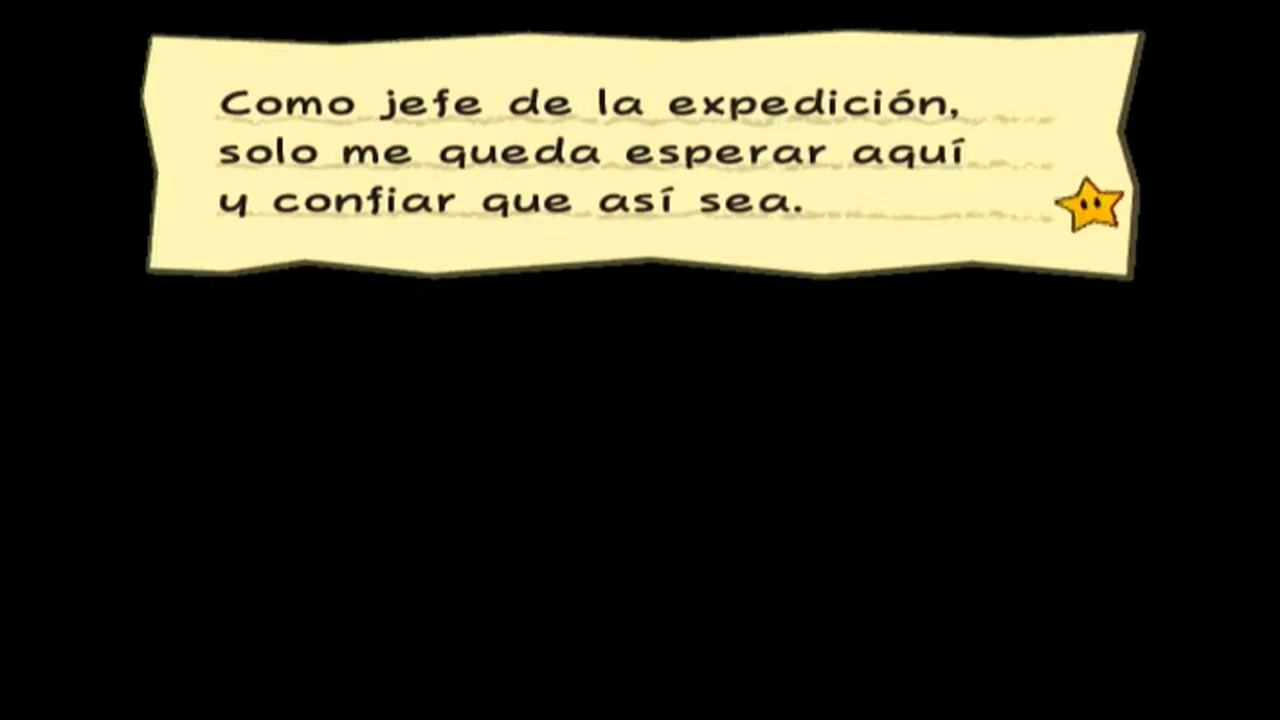 Como jefe de la expedición,
solo me queda esperar aquí
y confiar que así sea.